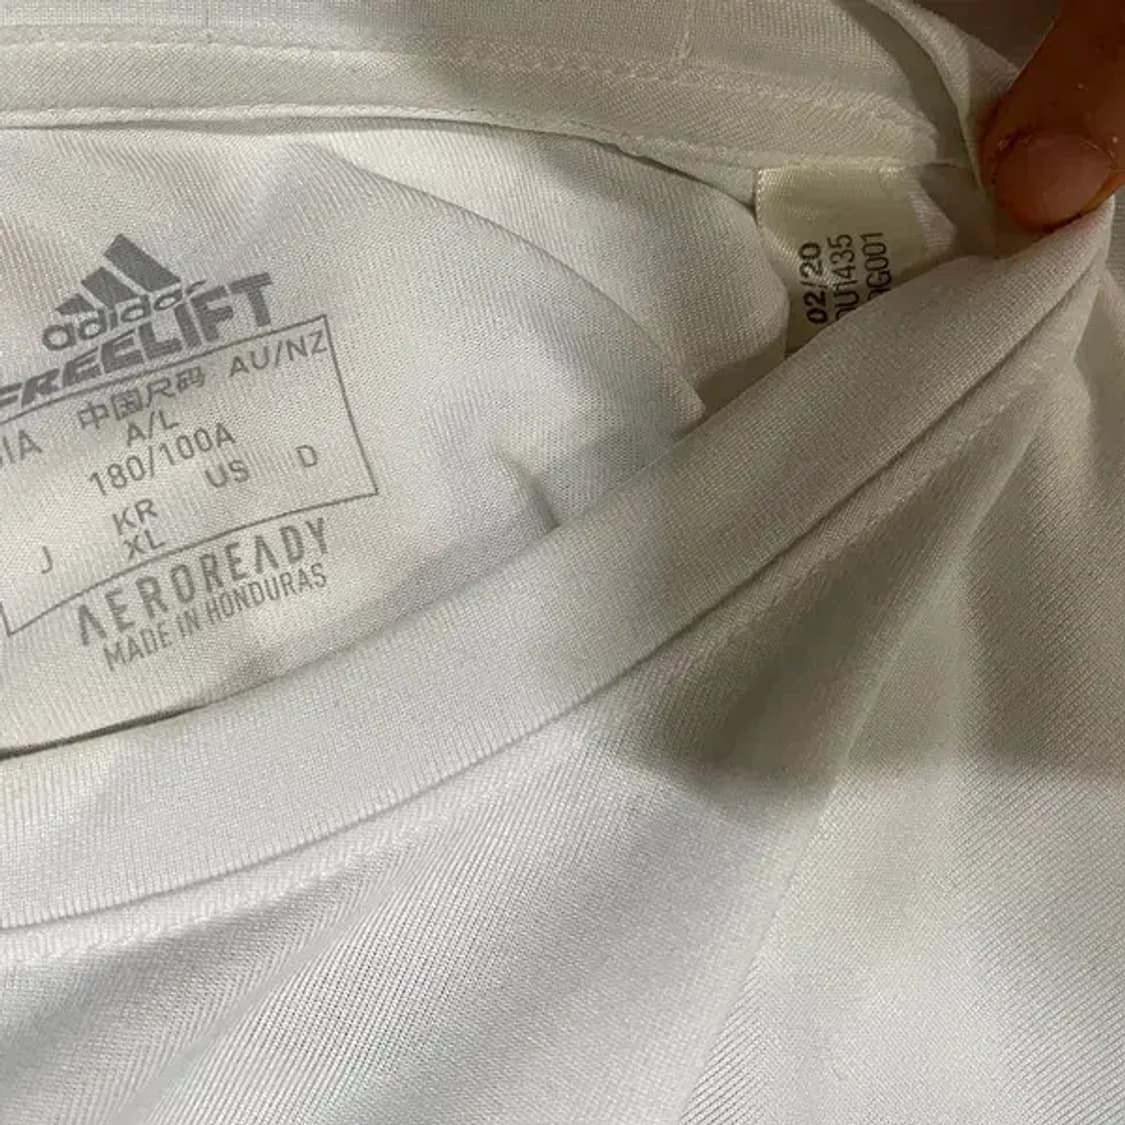 adidas
FREELIFT
中国尺码 AU/NZ
A/L
180/100A
KR US D
J XL
AEROREADY
MADE IN HONDURAS
02/20